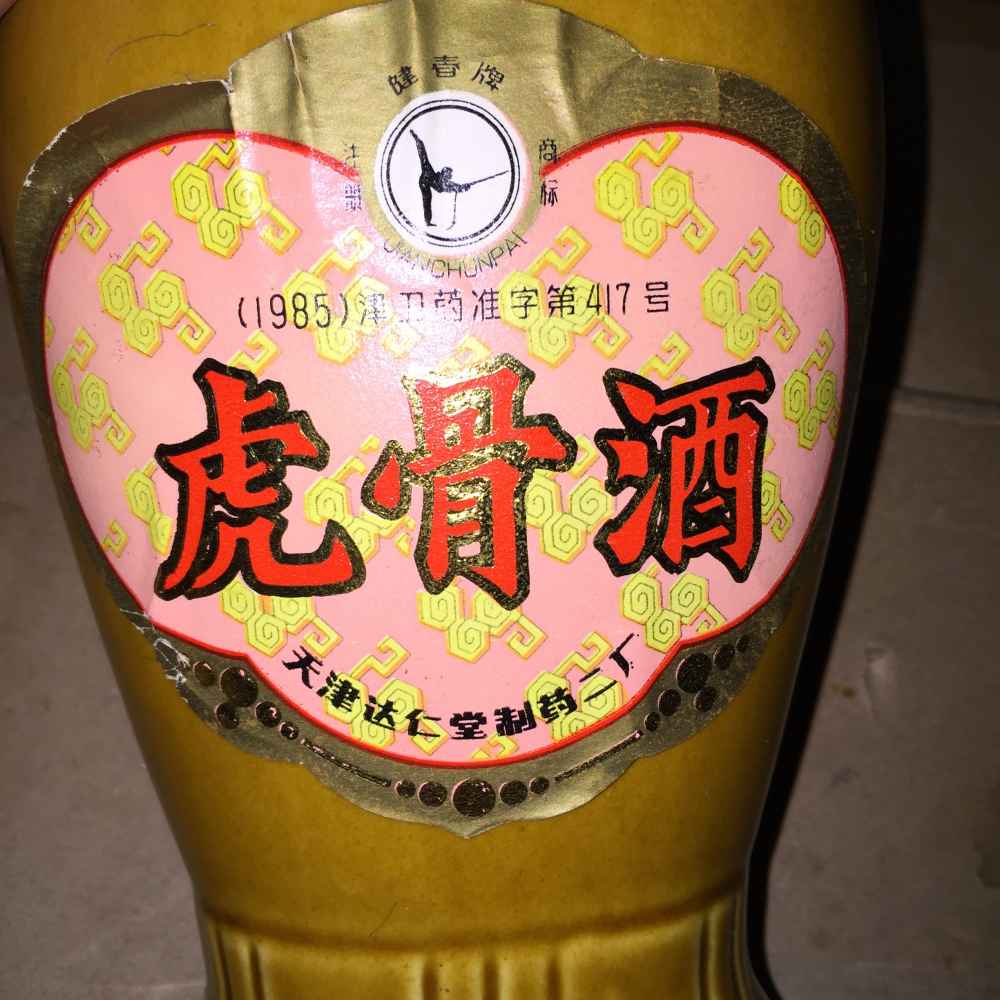 健春牌
注册 商标
JIANCHUNPAI
(1985)津卫药准字第417号
虎骨酒
天津达仁堂制药二厂